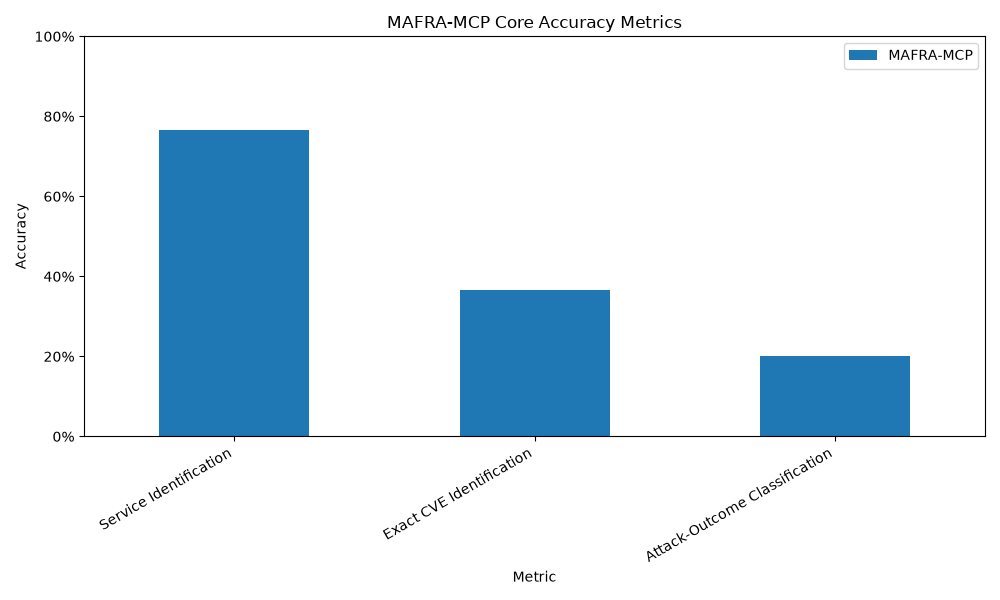 MAFRA-MCP Core Accuracy Metrics
100%
MAFRA-MCP
80%
60%
Accuracy
40%
20%
0%
Service Identification
Exact CVE Identification
Attack-Outcome Classification
Metric